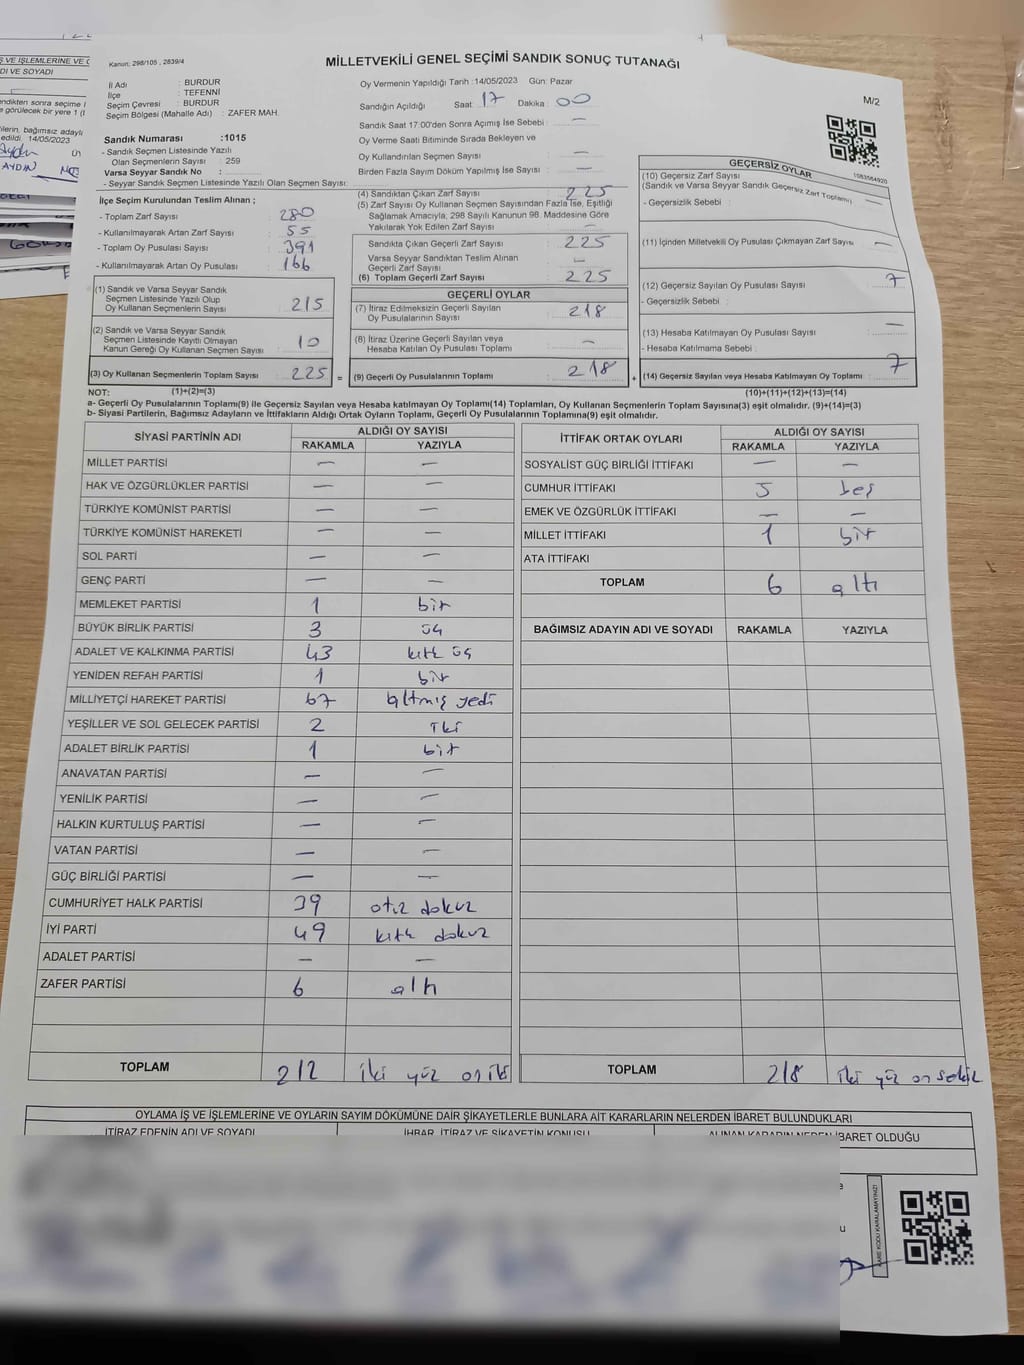 Kanun: 298/105 , 2839/4
MİLLETVEKİLİ GENEL SEÇİMİ SANDIK SONUÇ TUTANAĞI
M/2
İl Adı : BURDUR
İlçe : TEFENNİ
Seçim Çevresi : BURDUR
Seçim Bölgesi (Mahalle Adı) : ZAFER MAH.
Sandık Numarası :1015
- Sandık Seçmen Listesinde Yazılı
Olan Seçmenlerin Sayısı : 259
Varsa Seyyar Sandık No :
- Seyyar Sandık Seçmen Listesinde Yazılı Olan Seçmen Sayısı:
İlçe Seçim Kurulundan Teslim Alınan ;
- Toplam Zarf Sayısı : 280
- Kullanılmayarak Artan Zarf Sayısı : 55
- Toplam Oy Pusulası Sayısı : 391
- Kullanılmayarak Artan Oy Pusulası : 166
(1) Sandık ve Varsa Seyyar Sandık
Seçmen Listesinde Yazılı Olup
Oy Kullanan Seçmenlerin Sayısı : 215
(2) Sandık ve Varsa Seyyar Sandık
Seçmen Listesinde Kayıtlı Olmayan
Kanun Gereği Oy Kullanan Seçmen Sayısı : 10
(3) Oy Kullanan Seçmenlerin Toplam Sayısı : 225
Oy Vermenin Yapıldığı Tarih :14/05/2023 Gün: Pazar
Sandığın Açıldığı Saat : 17 Dakika : 00
Sandık Saat 17:00'den Sonra Açılmış İse Sebebi : —
Oy Verme Saati Bitiminde Sırada Bekleyen ve
Oy Kullandırılan Seçmen Sayısı : —
Birden Fazla Sayım Döküm Yapılmış İse Sayısı : —
(4) Sandıktan Çıkan Zarf Sayısı : 225
(5) Zarf Sayısı Oy Kullanan Seçmen Sayısından Fazla İse, Eşitliği
Sağlamak Amacıyla, 298 Sayılı Kanunun 98. Maddesine Göre
Yakılarak Yok Edilen Zarf Sayısı : —
Sandıkta Çıkan Geçerli Zarf Sayısı : 225
Varsa Seyyar Sandıktan Teslim Alınan
Geçerli Zarf Sayısı : —
(6) Toplam Geçerli Zarf Sayısı : 225
GEÇERLİ OYLAR
(7) İtiraz Edilmeksizin Geçerli Sayılan
Oy Pusulalarının Sayısı : 218
(8) İtiraz Üzerine Geçerli Sayılan veya
Hesaba Katılan Oy Pusulası Toplamı : —
= (9) Geçerli Oy Pusulalarının Toplamı : 218
GEÇERSİZ OYLAR
1083564920
(10) Geçersiz Zarf Sayısı
(Sandık ve Varsa Seyyar Sandık Geçersiz Zarf Toplamı) : —
- Geçersizlik Sebebi :
(11) İçinden Milletvekili Oy Pusulası Çıkmayan Zarf Sayısı : —
(12) Geçersiz Sayılan Oy Pusulası Sayısı : 7
- Geçersizlik Sebebi :
(13) Hesaba Katılmayan Oy Pusulası Sayısı : —
- Hesaba Katılmama Sebebi :
+ (14) Geçersiz Sayılan veya Hesaba Katılmayan Oy Toplamı : 7
NOT: (1)+(2)=(3) (10)+(11)+(12)+(13)=(14)
a- Geçerli Oy Pusulalarının Toplamı(9) ile Geçersiz Sayılan veya hesaba katılmayan Oy Toplamı(14) Toplamları, Oy Kullanan Seçmenlerin Toplam Sayısına(3) eşit olmalıdır. (9)+(14)=(3)
b- Siyasi Partilerin, Bağımsız Adayların ve İttifakların Aldığı Ortak Oyların Toplamı, Geçerli Oy Pusulalarının Toplamına(9) eşit olmalıdır.
SİYASİ PARTİNİN ADI ALDIĞI OY SAYISI
RAKAMLA YAZIYLA
MİLLET PARTİSİ — —
HAK VE ÖZGÜRLÜKLER PARTİSİ — —
TÜRKİYE KOMÜNİST PARTİSİ — —
TÜRKİYE KOMÜNİST HAREKETİ — —
SOL PARTİ — —
GENÇ PARTİ — —
MEMLEKET PARTİSİ 1 bir
BÜYÜK BİRLİK PARTİSİ 3 üç
ADALET VE KALKINMA PARTİSİ 43 kırk üç
YENİDEN REFAH PARTİSİ 1 bir
MİLLİYETÇİ HAREKET PARTİSİ 67 altmış yedi
YEŞİLLER VE SOL GELECEK PARTİSİ 2 iki
ADALET BİRLİK PARTİSİ 1 bir
ANAVATAN PARTİSİ — —
YENİLİK PARTİSİ — —
HALKIN KURTULUŞ PARTİSİ — —
VATAN PARTİSİ — —
GÜÇ BİRLİĞİ PARTİSİ — —
CUMHURİYET HALK PARTİSİ 39 otuz dokuz
İYİ PARTİ 49 kırk dokuz
ADALET PARTİSİ — —
ZAFER PARTİSİ 6 altı
TOPLAM 212 iki yüz on iki
İTTİFAK ORTAK OYLARI ALDIĞI OY SAYISI
RAKAMLA YAZIYLA
SOSYALİST GÜÇ BİRLİĞİ İTTİFAKI — —
CUMHUR İTTİFAKI 5 beş
EMEK VE ÖZGÜRLÜK İTTİFAKI — —
MİLLET İTTİFAKI 1 bir
ATA İTTİFAKI
TOPLAM 6 altı
BAĞIMSIZ ADAYIN ADI VE SOYADI RAKAMLA YAZIYLA
TOPLAM 218 iki yüz on sekiz
OYLAMA İŞ VE İŞLEMLERİNE VE OYLARIN SAYIM DÖKÜMÜNE DAİR ŞİKAYETLERLE BUNLARA AİT KARARLARIN NELERDEN İBARET BULUNDUKLARI
İTİRAZ EDENİN ADI VE SOYADI İHBAR, İTİRAZ VE ŞİKAYETİN KONUSU ALINAN KARARIN NEDEN İBARET OLDUĞU
KARE KODU KARALAMAYINIZ!